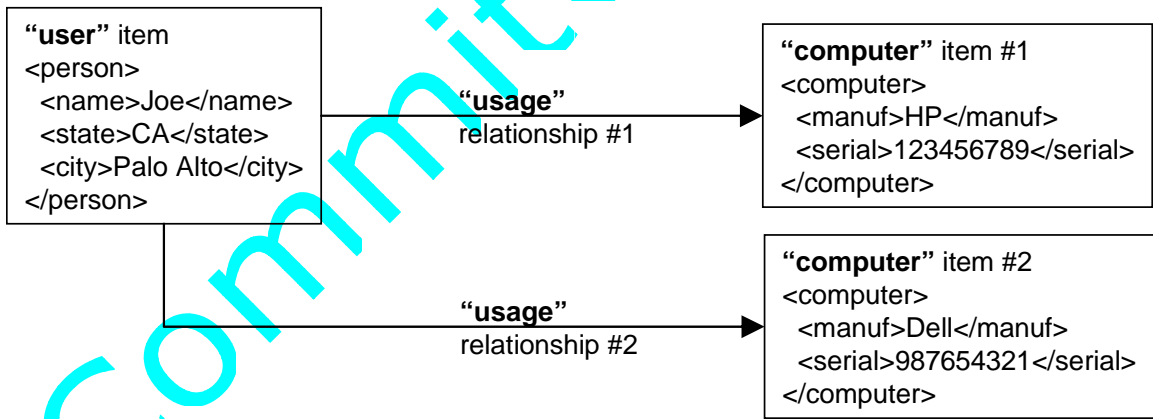 “user” item
<person>
<name>Joe</name>
<state>CA</state>
<city>Palo Alto</city>
</person>
“usage”
relationship #1
“computer” item #1
<computer>
<manuf>HP</manuf>
<serial>123456789</serial>
</computer>
“usage”
relationship #2
“computer” item #2
<computer>
<manuf>Dell</manuf>
<serial>987654321</serial>
</computer>
Commit